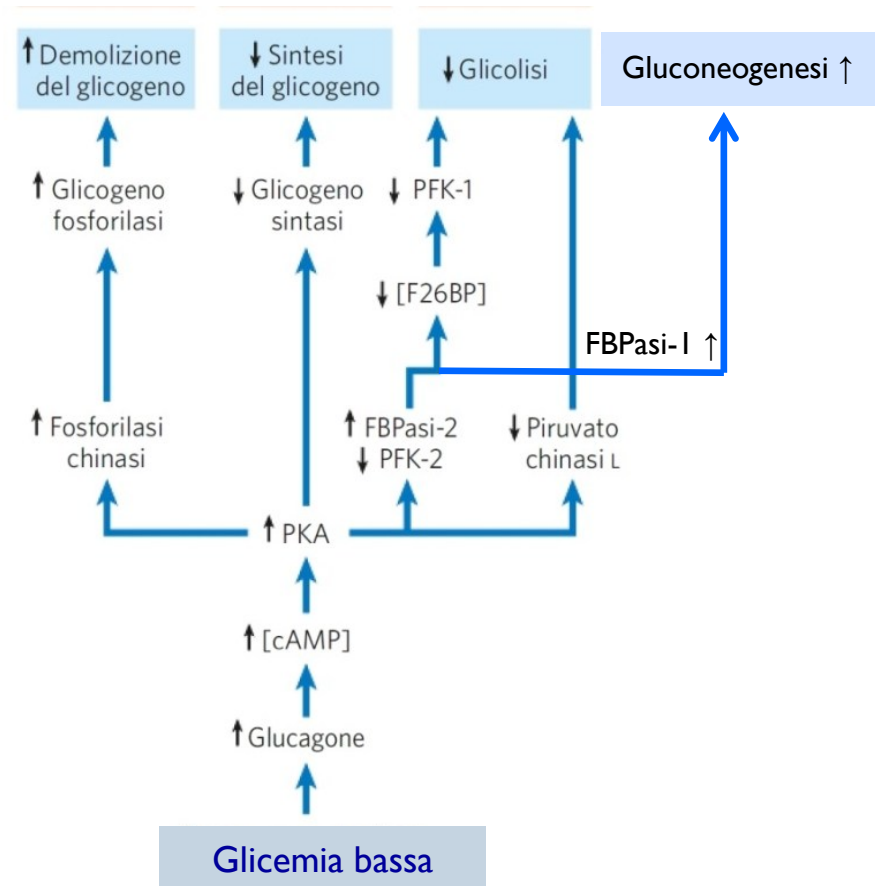 ↑ Demolizione
del glicogeno
↓ Sintesi
del glicogeno
↓ Glicolisi
Gluconeogenesi ↑
↑ Glicogeno
fosforilasi
↓ Glicogeno
sintasi
↓ PFK-1
↓ [F26BP]
FBPasi-1 ↑
↑ Fosforilasi
chinasi
↑ FBPasi-2
↓ PFK-2
↓ Piruvato
chinasi L
↑ PKA
↑ [cAMP]
↑ Glucagone
Glicemia bassa